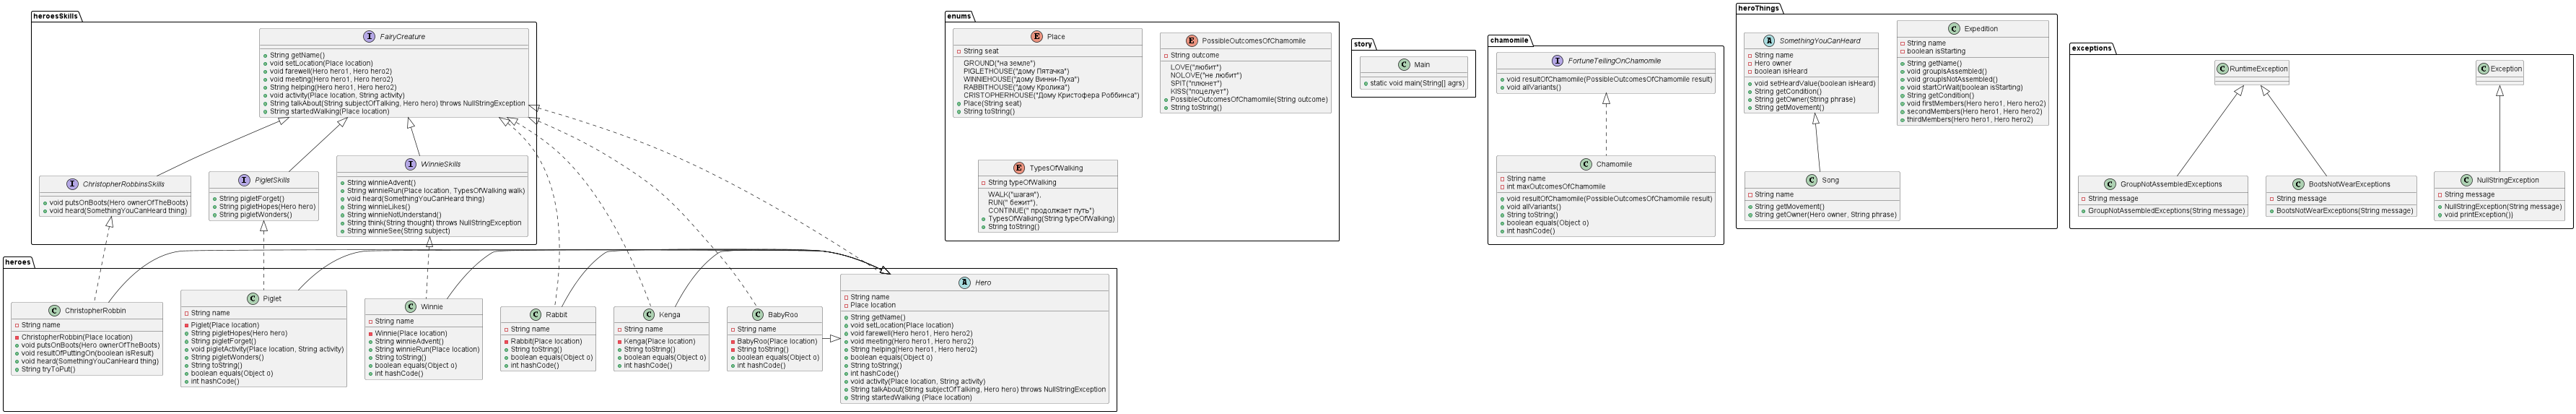 heroesSkills
I FairyCreature
String getName()
void setLocation(Place location)
void farewell(Hero hero1, Hero hero2)
void meeting(Hero hero1, Hero hero2)
String helping(Hero hero1, Hero hero2)
void activity(Place location, String activity)
String talkAbout(String subjectOfTalking, Hero hero) throws NullStringException
String startedWalking(Place location)
I ChristopherRobbinsSkills
void putsOnBoots(Hero ownerOfTheBoots)
void heard(SomethingYouCanHeard thing)
I PigletSkills
String pigletForget()
String pigletHopes(Hero hero)
String pigletWonders()
I WinnieSkills
String winnieAdvent()
String winnieRun(Place location, TypesOfWalking walk)
void heard(SomethingYouCanHeard thing)
String winnieLikes()
String winnieNotUnderstand()
String think(String thought) throws NullStringException
String winnieSee(String subject)
heroes
C ChristopherRobbin
String name
ChristopherRobbin(Place location)
void putsOnBoots(Hero ownerOfTheBoots)
void resultOfPuttingOn(boolean isResult)
void heard(SomethingYouCanHeard thing)
String tryToPut()
C Piglet
String name
Piglet(Place location)
String pigletHopes(Hero hero)
String pigletForget()
void pigletActivity(Place location, String activity)
String pigletWonders()
String toString()
boolean equals(Object o)
int hashCode()
C Winnie
String name
Winnie(Place location)
String winnieAdvent()
String winnieRun(Place location)
String toString()
boolean equals(Object o)
int hashCode()
C Rabbit
String name
Rabbit(Place location)
String toString()
boolean equals(Object o)
int hashCode()
C Kenga
String name
Kenga(Place location)
String toString()
boolean equals(Object o)
int hashCode()
C BabyRoo
String name
BabyRoo(Place location)
String toString()
boolean equals(Object o)
int hashCode()
A Hero
String name
Place location
String getName()
void setLocation(Place location)
void farewell(Hero hero1, Hero hero2)
void meeting(Hero hero1, Hero hero2)
String helping(Hero hero1, Hero hero2)
boolean equals(Object o)
String toString()
int hashCode()
void activity(Place location, String activity)
String talkAbout(String subjectOfTalking, Hero hero) throws NullStringException
String startedWalking (Place location)
enums
E Place
String seat
GROUND("на земле")
PIGLETHOUSE("дому Пятачка")
WINNIEHOUSE("дому Винни-Пуха")
RABBITHOUSE("дому Кролика")
CRISTOPHERHOUSE("Дому Кристофера Роббинса")
Place(String seat)
String toString()
E PossibleOutcomesOfChamomile
String outcome
LOVE("любит")
NOLOVE("не любит")
SPIT("плюнет")
KISS("поцелует")
PossibleOutcomesOfChamomile(String outcome)
String toString()
E TypesOfWalking
String typeOfWalking
WALK("шагая"),
RUN(" бежит"),
CONTINUE(" продолжает путь")
TypesOfWalking(String typeOfWalking)
String toString()
story
C Main
static void main(String[] agrs)
chamomile
I FortuneTellingOnChamomile
void resultOfChamomile(PossibleOutcomesOfChamomile result)
void allVariants()
C Chamomile
String name
int maxOutcomesOfChamomile
void resultOfChamomile(PossibleOutcomesOfChamomile result)
void allVariants()
String toString()
boolean equals(Object o)
int hashCode()
heroThings
A SomethingYouCanHeard
String name
Hero owner
boolean isHeard
void setHeardValue(boolean isHeard)
String getCondition()
String getOwner(String phrase)
String getMovement()
C Expedition
String name
boolean isStarting
String getName()
void groupIsAssembled()
void groupIsNotAssembled()
void startOrWait(boolean isStarting)
String getCondition()
void firstMembers(Hero hero1, Hero hero2)
secondMembers(Hero hero1, Hero hero2)
thirdMembers(Hero hero1, Hero hero2)
C Song
String name
String getMovement()
String getOwner(Hero owner, String phrase)
exceptions
C RuntimeException
C Exception
C GroupNotAssembledExceptions
String message
GroupNotAssembledExceptions(String message)
C BootsNotWearExceptions
String message
BootsNotWearExceptions(String message)
C NullStringException
String message
NullStringException(String message)
void printException()}